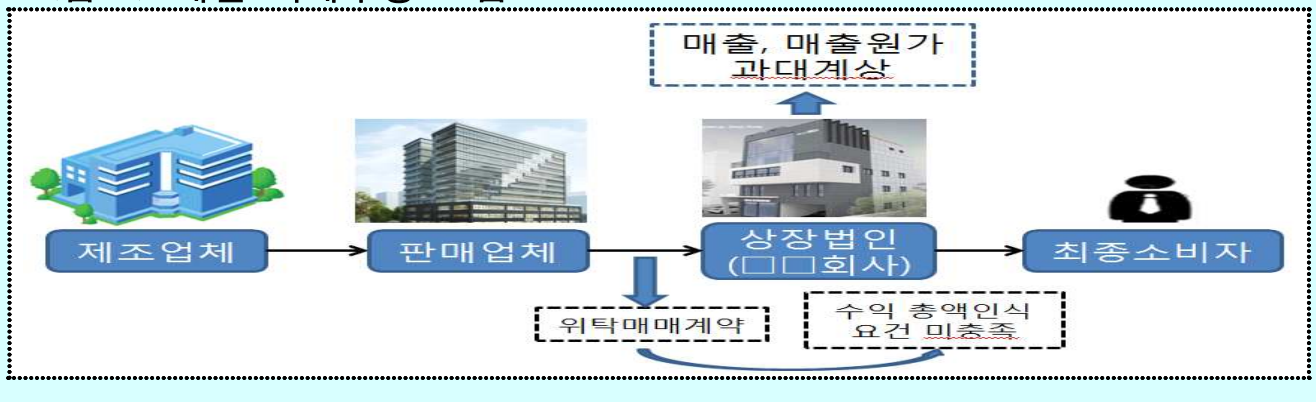 매출, 매출원가
과대계상
제조업체
판매업체
상장법인
(□□회사)
최종소비자
위탁매매계약
수익 총액인식
요건 미충족